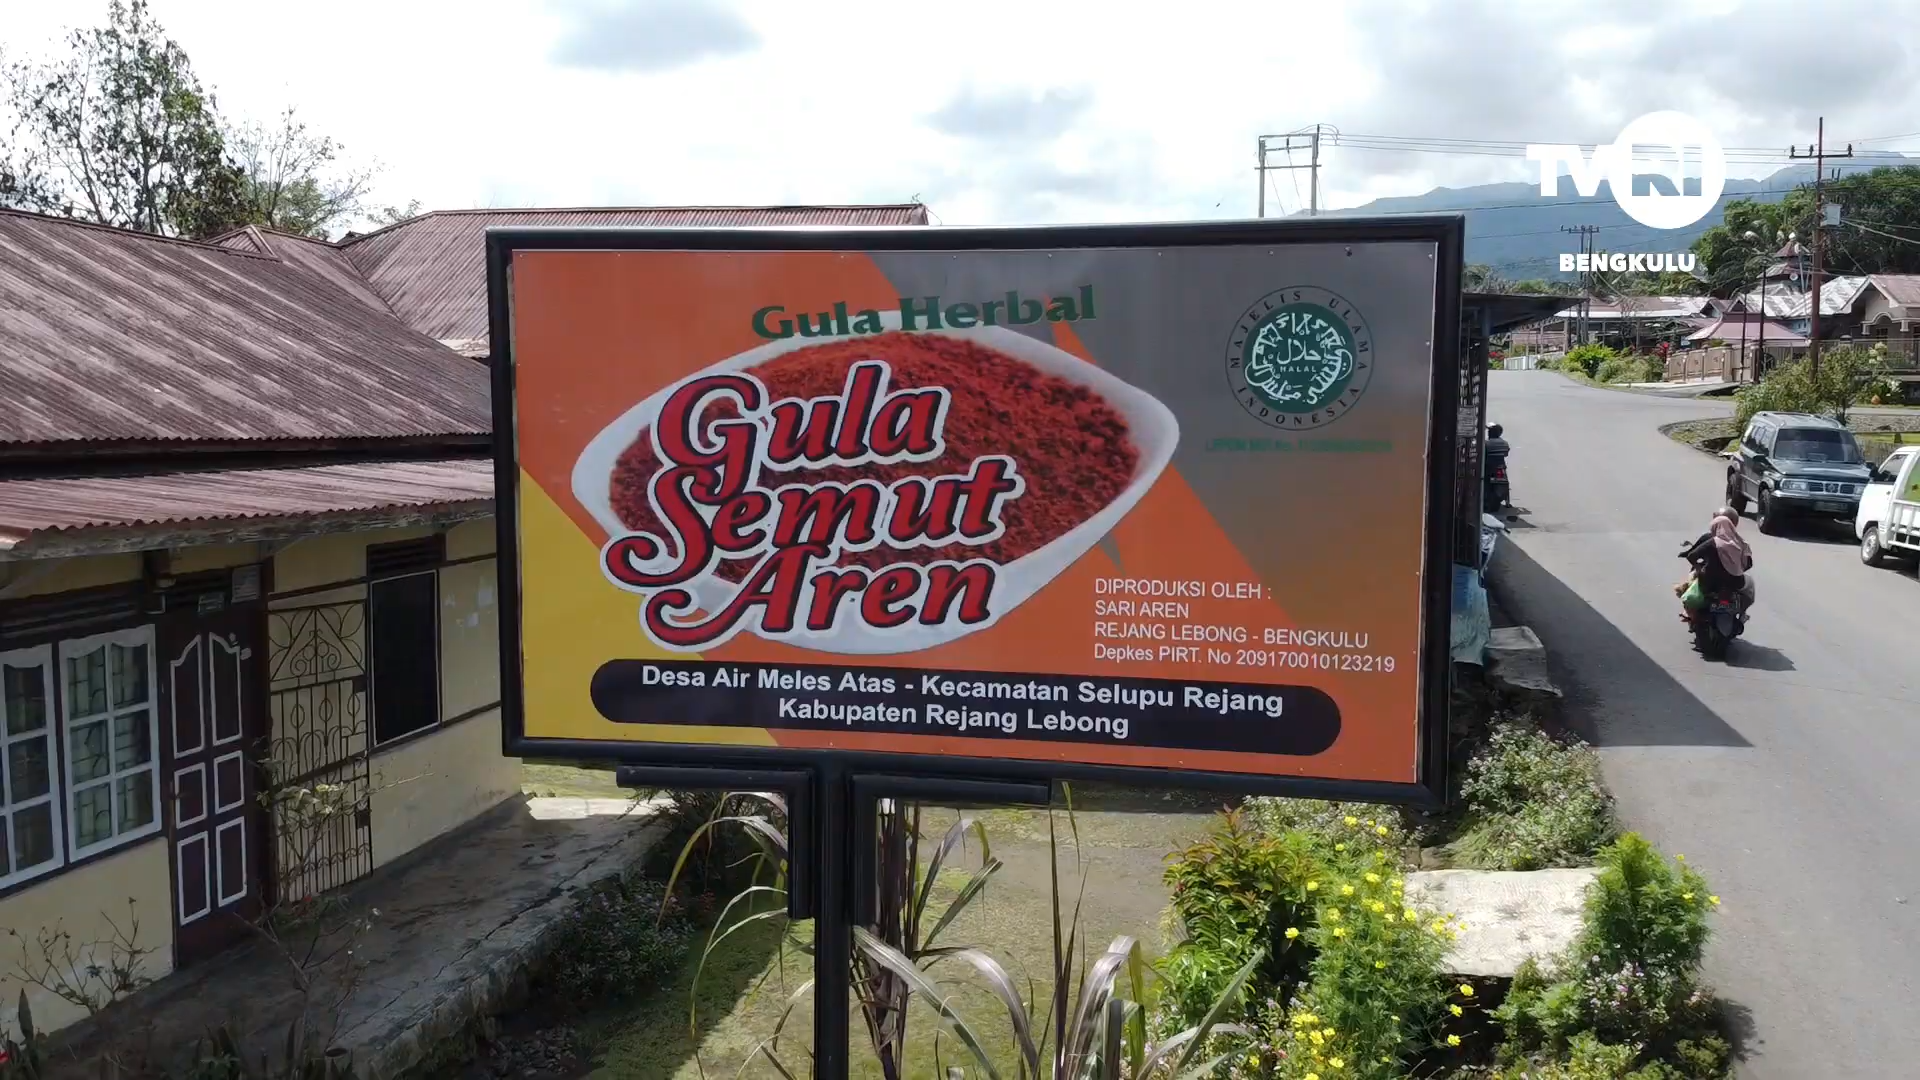 TVRI
BENGKULU
Gula Herbal
Gula
Semut
Aren
MAJELIS ULAMA
INDONESIA
حلال
HALAL
DIPRODUKSI OLEH :
SARI AREN
REJANG LEBONG - BENGKULU
Depkes PIRT. No 209170010123219
Desa Air Meles Atas - Kecamatan Selupu Rejang
Kabupaten Rejang Lebong